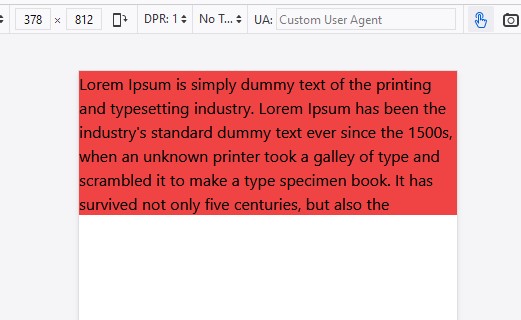 378 × 812 DPR: 1 No T... UA: Custom User Agent
Lorem Ipsum is simply dummy text of the printing
and typesetting industry. Lorem Ipsum has been the
industry's standard dummy text ever since the 1500s,
when an unknown printer took a galley of type and
scrambled it to make a type specimen book. It has
survived not only five centuries, but also the